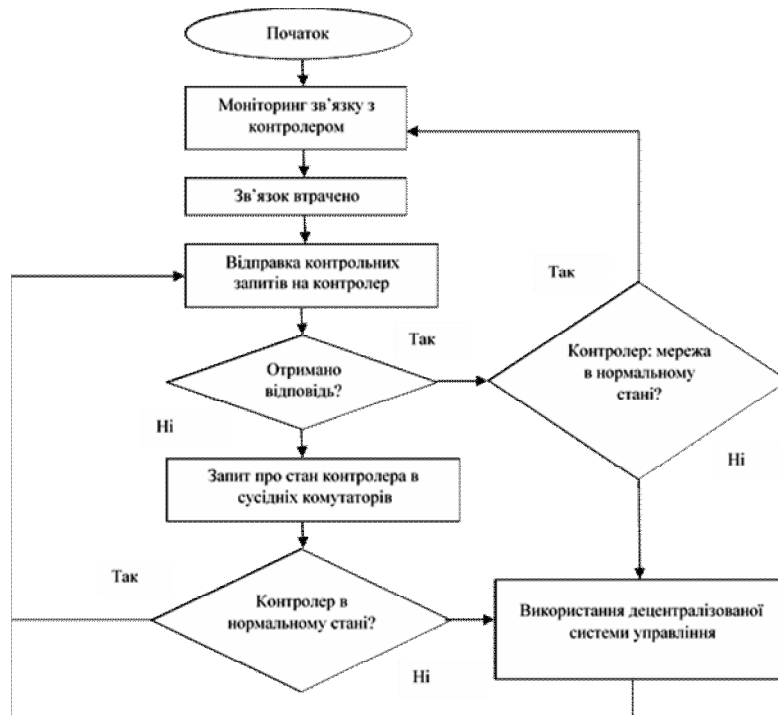 Початок
Моніторинг зв`язку з
контролером
Зв`язок втрачено
Відправка контрольних
запитів на контролер
Так
Так
Отримано
відповідь?
Контролер: мережа
в нормальному
стані?
Ні
Ні
Запит про стан контролера в
сусідніх комутаторів
Так
Контролер в
нормальному стані?
Використання децентралізованої
системи управління
Ні